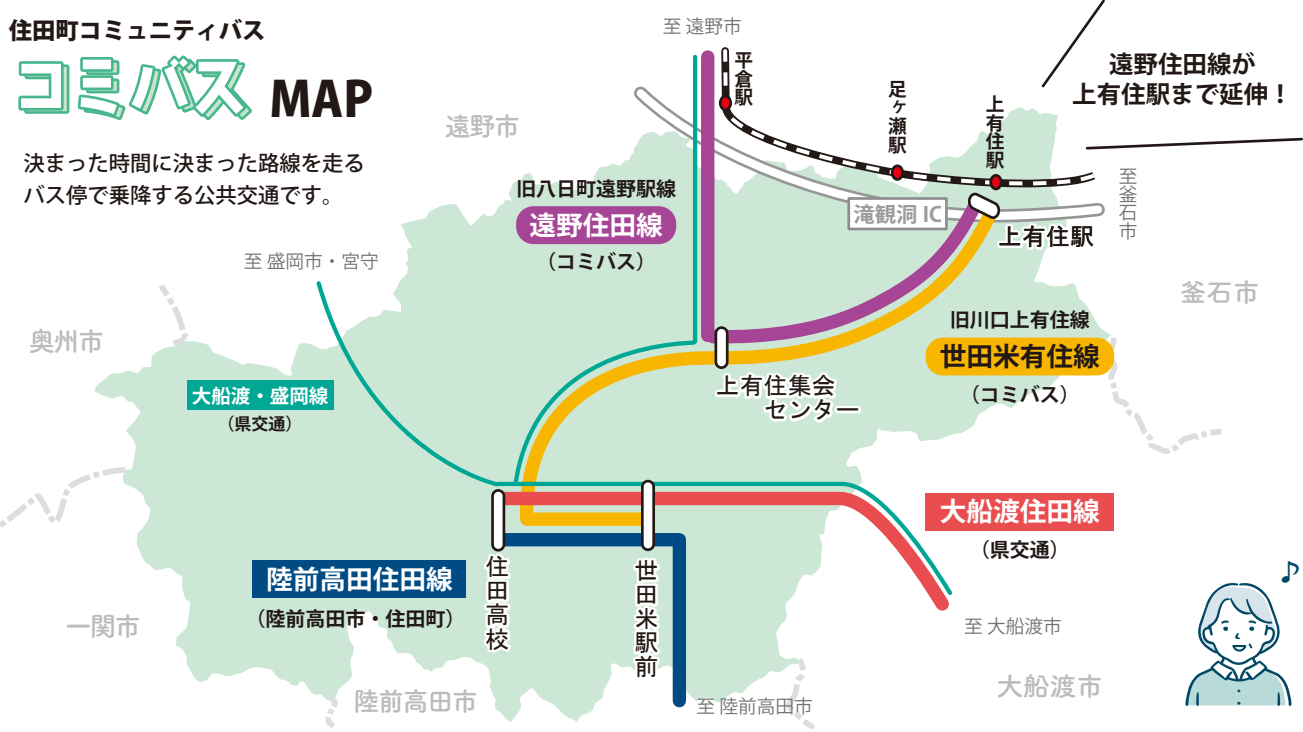 住田町コミュニティバス
コミバス MAP
決まった時間に決まった路線を走る
バス停で乗降する公共交通です。
至 遠野市
平倉駅
足ヶ瀬駅
上有住駅
遠野住田線が
上有住駅まで延伸！
遠野市
至釜石市
旧八日町遠野駅線
遠野住田線
（コミバス）
滝観洞 IC
上有住駅
至 盛岡市・宮守
釜石市
奥州市
旧川口上有住線
世田米有住線
（コミバス）
大船渡・盛岡線
（県交通）
上有住集会
センター
大船渡住田線
（県交通）
陸前高田住田線
（陸前高田市・住田町）
住田高校
世田米駅前
一関市
至 大船渡市
陸前高田市
至 陸前高田市
大船渡市